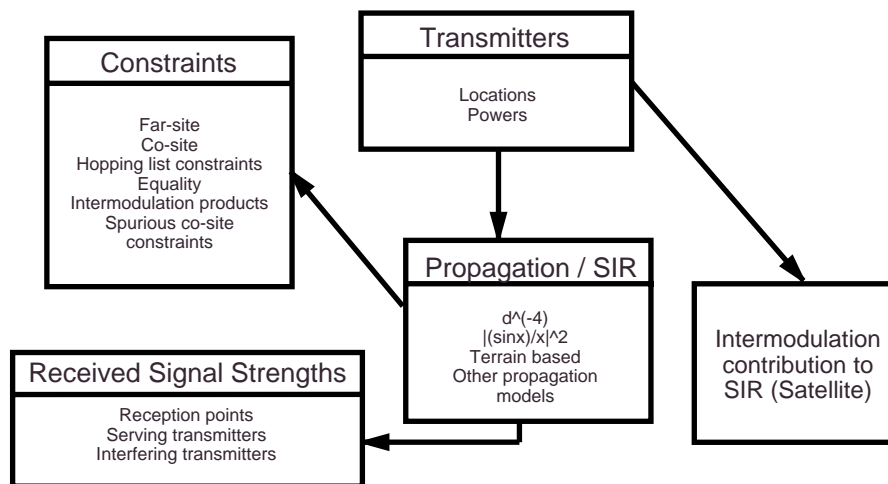 Constraints
Far-site
Co-site
Hopping list constraints
Equality
Intermodulation products
Spurious co-site
constraints
Transmitters
Locations
Powers
Propagation / SIR
d^(-4)
|(sinx)/x|^2
Terrain based
Other propagation
models
Intermodulation
contribution to
SIR (Satellite)
Received Signal Strengths
Reception points
Serving transmitters
Interfering transmitters